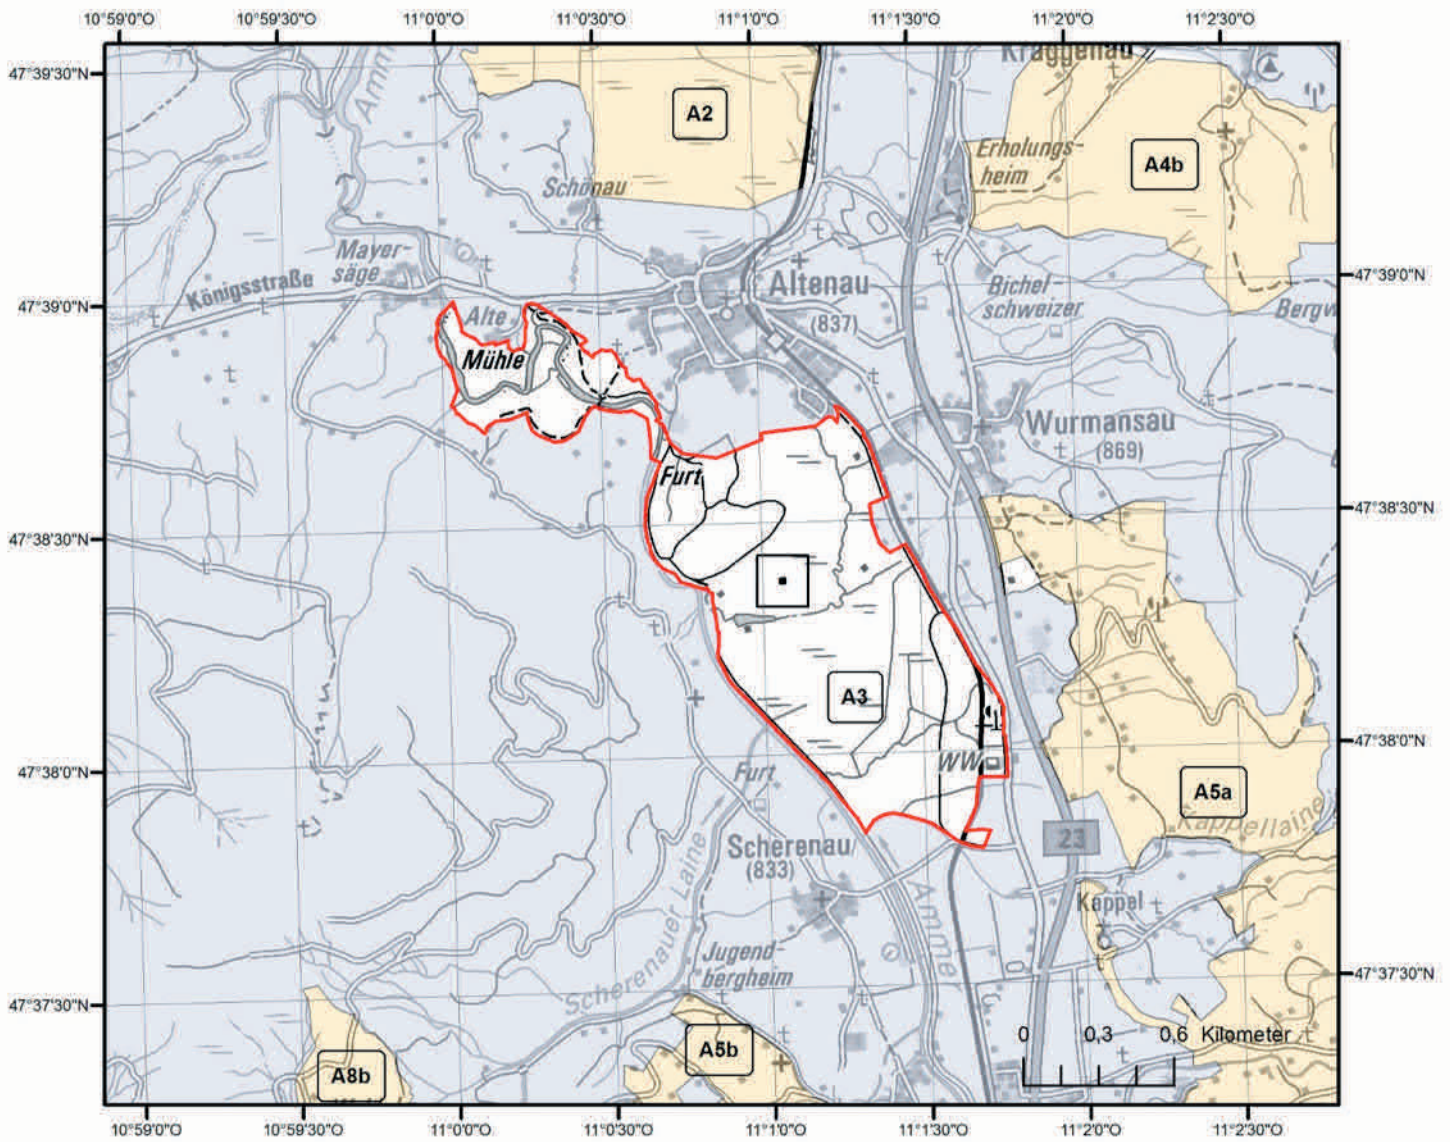 10°59'0"O 10°59'30"O 11°0'0"O 11°0'30"O 11°1'0"O 11°1'30"O 11°2'0"O 11°2'30"O
47°39'30"N
Kraggenau
A2
Erholungs-
heim
A4b
Schönau
Mayer-
säge
Königsstraße
Altenau
(837)
Bichel-
schweizer
47°39'0"N
47°39'0"N
Alte
Mühle
Wurmansau
(869)
Furt
47°38'30"N
47°38'30"N
A3
WW
47°38'0"N
47°38'0"N
Furt
A5a
Kappellaine
Scherenau
(833)
23
Scherenauer Laine
Kappel
Jugend-
bergheim
47°37'30"N
47°37'30"N
0 0,3 0,6 Kilometer
A5b
A8b
10°59'0"O 10°59'30"O 11°0'0"O 11°0'30"O 11°1'0"O 11°1'30"O 11°2'0"O 11°2'30"O